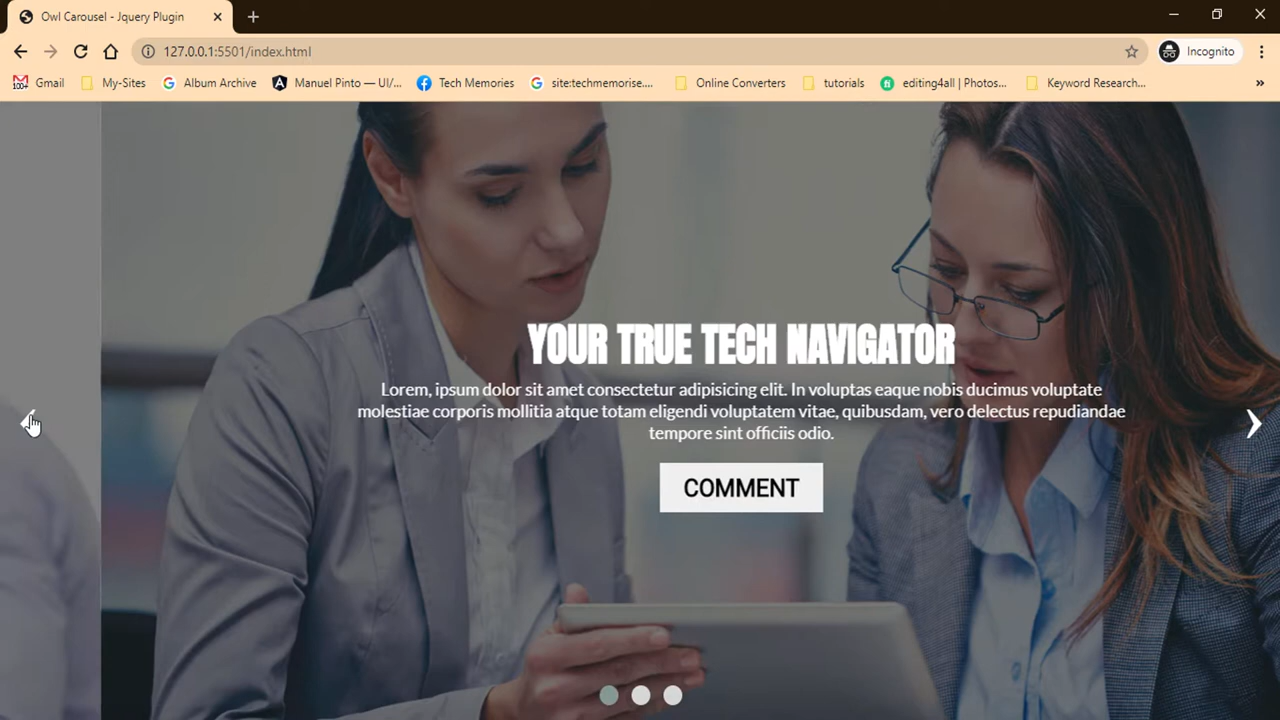 Owl Carousel - Jquery Plugin
127.0.0.1:5501/index.html
Incognito
100+
Gmail
My-Sites
Album Archive
Manuel Pinto — UI/...
Tech Memories
site:techmemorise....
Online Converters
tutorials
editing4all | Photos...
Keyword Research...
YOUR TRUE TECH NAVIGATOR
Lorem, ipsum dolor sit amet consectetur adipisicing elit. In voluptas eaque nobis ducimus voluptate
molestiae corporis mollitia atque totam eligendi voluptatem vitae, quibusdam, vero delectus repudiandae
tempore sint officiis odio.
COMMENT